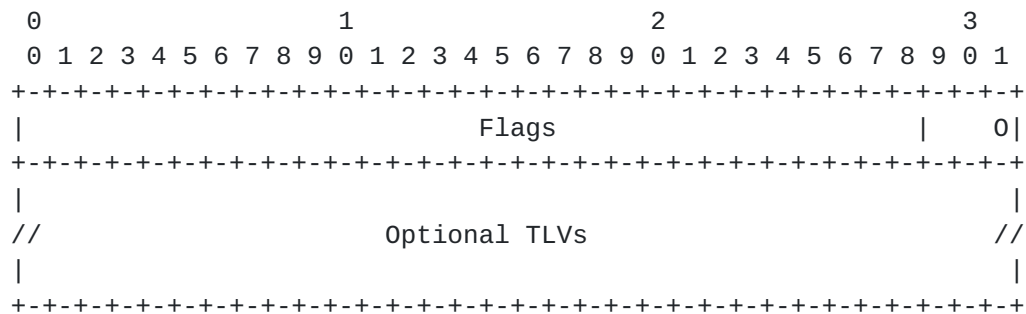 0                   1                   2                   3
 0 1 2 3 4 5 6 7 8 9 0 1 2 3 4 5 6 7 8 9 0 1 2 3 4 5 6 7 8 9 0 1
+-+-+-+-+-+-+-+-+-+-+-+-+-+-+-+-+-+-+-+-+-+-+-+-+-+-+-+-+-+-+-+-+
|                             Flags                       |    O|
+-+-+-+-+-+-+-+-+-+-+-+-+-+-+-+-+-+-+-+-+-+-+-+-+-+-+-+-+-+-+-+-+
|                                                               |
//                      Optional TLVs                          //
|                                                               |
+-+-+-+-+-+-+-+-+-+-+-+-+-+-+-+-+-+-+-+-+-+-+-+-+-+-+-+-+-+-+-+-+